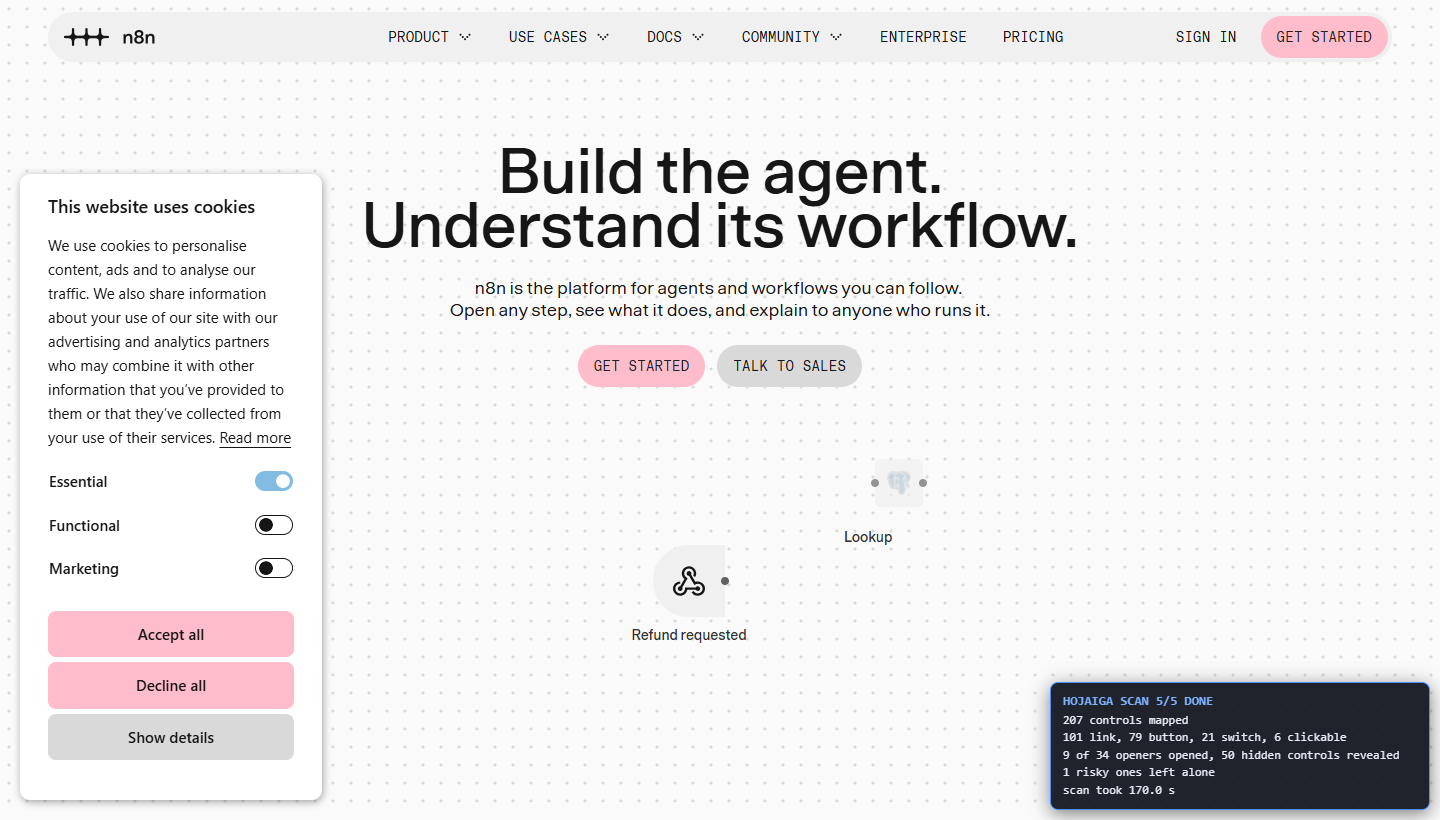 n8n
PRODUCT
USE CASES
DOCS
COMMUNITY
ENTERPRISE
PRICING
SIGN IN
GET STARTED
Build the agent.
Understand its workflow.
n8n is the platform for agents and workflows you can follow.
Open any step, see what it does, and explain to anyone who runs it.
GET STARTED
TALK TO SALES
This website uses cookies
We use cookies to personalise
content, ads and to analyse our
traffic. We also share information
about your use of our site with our
advertising and analytics partners
who may combine it with other
information that you've provided to
them or that they've collected from
your use of their services. Read more
Essential
Functional
Marketing
Accept all
Decline all
Show details
Lookup
Refund requested
HOJAIGA SCAN 5/5 DONE
207 controls mapped
101 link, 79 button, 21 switch, 6 clickable
9 of 34 openers opened, 50 hidden controls revealed
1 risky ones left alone
scan took 170.0 s